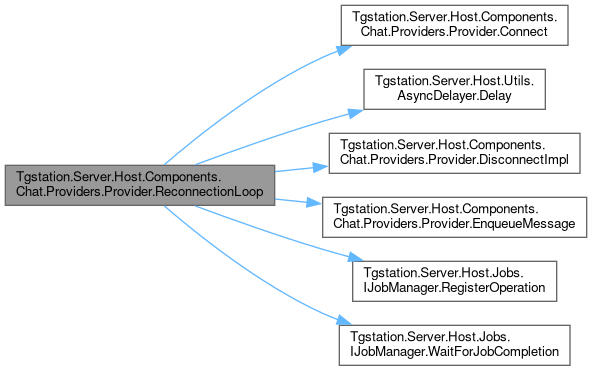 Tgstation.Server.Host.Components.
Chat.Providers.Provider.ReconnectionLoop
Tgstation.Server.Host.Components.
Chat.Providers.Provider.Connect
Tgstation.Server.Host.Utils.
AsyncDelayer.Delay
Tgstation.Server.Host.Components.
Chat.Providers.Provider.DisconnectImpl
Tgstation.Server.Host.Components.
Chat.Providers.Provider.EnqueueMessage
Tgstation.Server.Host.Jobs.
IJobManager.RegisterOperation
Tgstation.Server.Host.Jobs.
IJobManager.WaitForJobCompletion